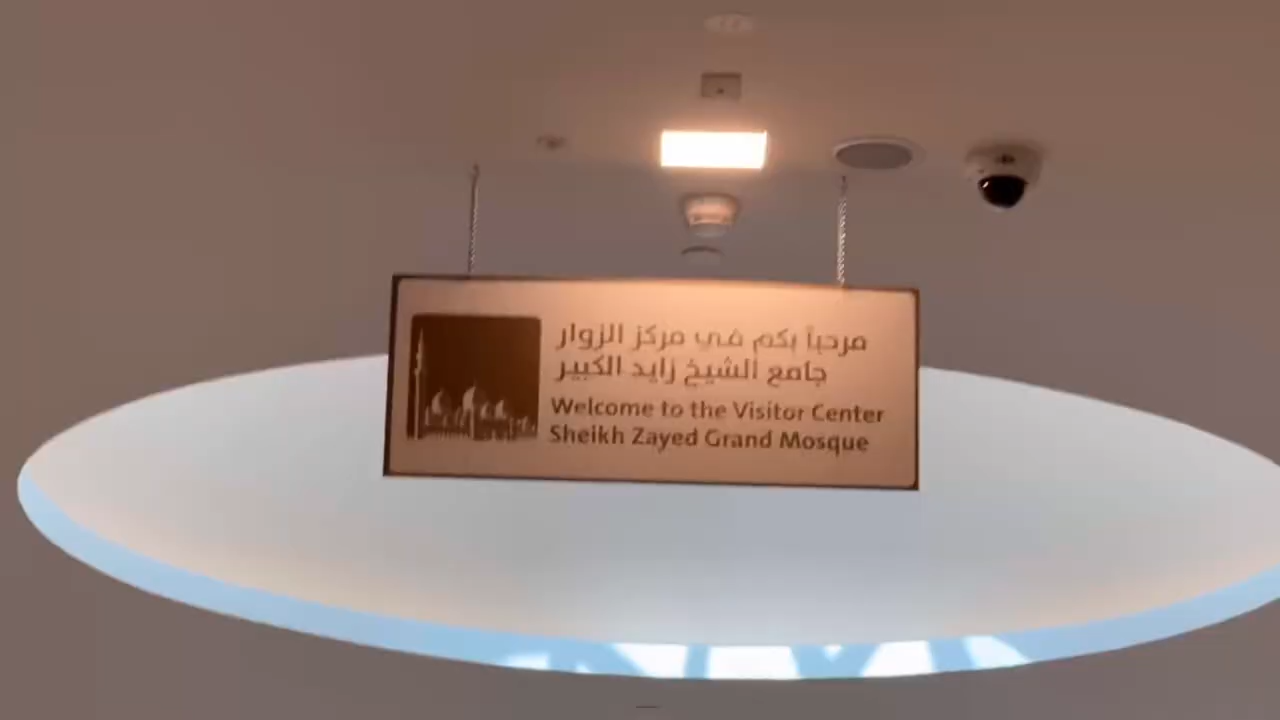 مرحباً بكم في مركز الزوار
جامع الشيخ زايد الكبير
Welcome to the Visitor Center
Sheikh Zayed Grand Mosque